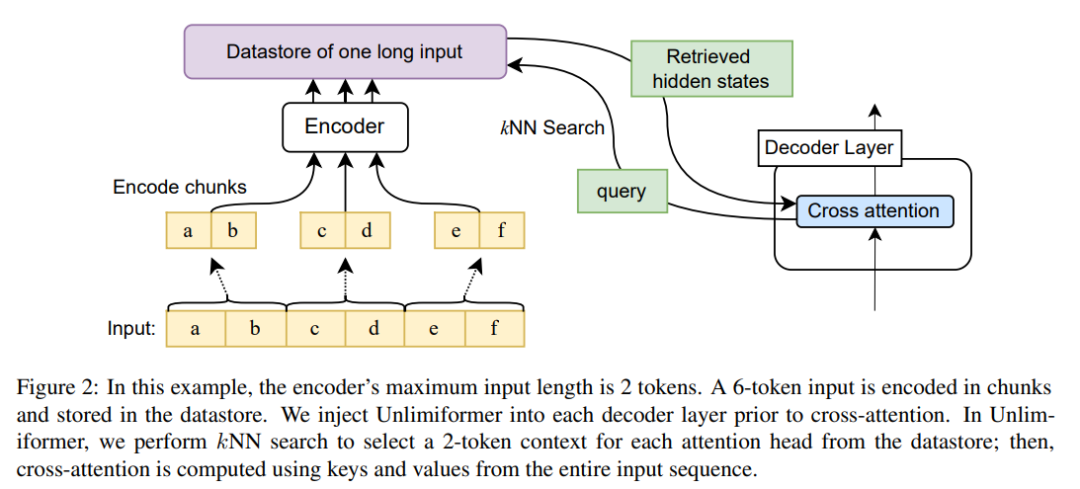 Datastore of one long input
Retrieved
hidden states
Encoder
kNN Search
Decoder Layer
Encode chunks
query
Cross attention
a b c d e f
Input: a b c d e f
Figure 2: In this example, the encoder's maximum input length is 2 tokens. A 6-token input is encoded in chunks
and stored in the datastore. We inject Unlimiformer into each decoder layer prior to cross-attention. In Unlim-
iformer, we perform kNN search to select a 2-token context for each attention head from the datastore; then,
cross-attention is computed using keys and values from the entire input sequence.